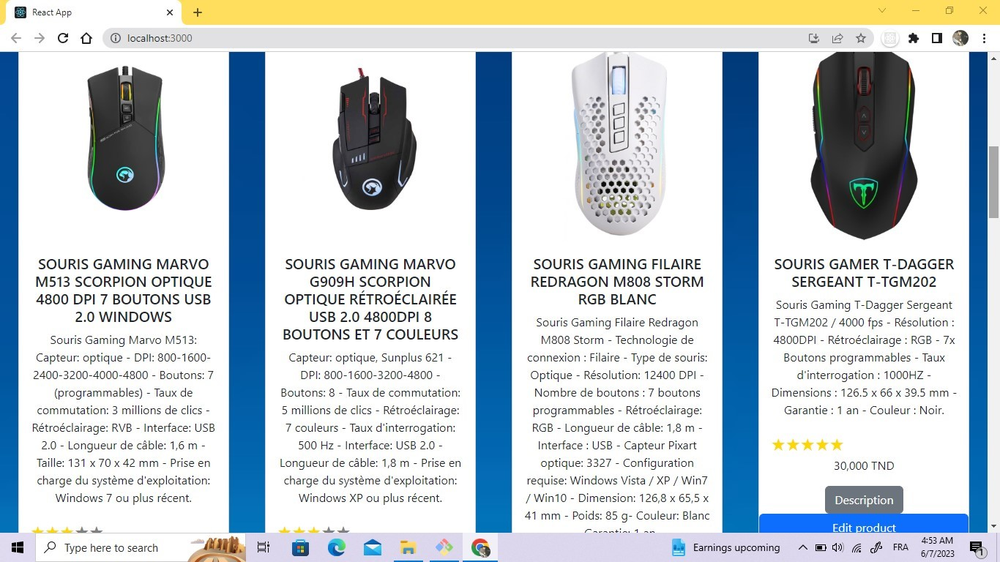 React App
localhost:3000
SOURIS GAMING MARVO
M513 SCORPION OPTIQUE
4800 DPI 7 BOUTONS USB
2.0 WINDOWS
Souris Gaming Marvo M513:
Capteur: optique - DPI: 800-1600-
2400-3200-4000-4800 - Boutons: 7
(programmables) - Taux de
commutation: 3 millions de clics -
Rétroéclairage: RVB - Interface: USB
2.0 - Longueur de câble: 1,6 m -
Taille: 131 x 70 x 42 mm - Prise en
charge du système d'exploitation:
Windows 7 ou plus récent.
SOURIS GAMING MARVO
G909H SCORPION
OPTIQUE RÉTROÉCLAIRÉE
USB 2.0 4800DPI 8
BOUTONS ET 7 COULEURS
Capteur: optique, Sunplus 621 -
DPI: 800-1600-3200-4800 -
Boutons: 8 - Taux de commutation:
5 millions de clics - Rétroéclairage:
7 couleurs - Taux d'interrogation:
500 Hz - Interface: USB 2.0 -
Longueur de câble: 1,8 m - Prise en
charge du système d'exploitation:
Windows XP ou plus récent.
SOURIS GAMING FILAIRE
REDRAGON M808 STORM
RGB BLANC
Souris Gaming Filaire Redragon
M808 Storm - Technologie de
connexion : Filaire - Type de souris:
Optique - Résolution: 12400 DPI -
Nombre de boutons : 7 boutons
programmables - Rétroéclairage:
RGB - Longueur de câble: 1,8 m -
Interface : USB - Capteur Pixart
optique: 3327 - Configuration
requise: Windows Vista / XP / Win7
/ Win10 - Dimension: 126,8 x 65,5 x
41 mm - Poids: 85 g- Couleur: Blanc
Garantie: 1 an
SOURIS GAMER T-DAGGER
SERGEANT T-TGM202
Souris Gaming T-Dagger Sergeant
T-TGM202 / 4000 fps - Résolution :
4800DPI - Rétroéclairage : RGB - 7x
Boutons programmables - Taux
d'interrogation : 1000HZ -
Dimensions : 126.5 x 66 x 39.5 mm -
Garantie : 1 an - Couleur : Noir.
30,000 TND
Description
Edit product
Type here to search
Earnings upcoming
FRA
4:53 AM
6/7/2023
1